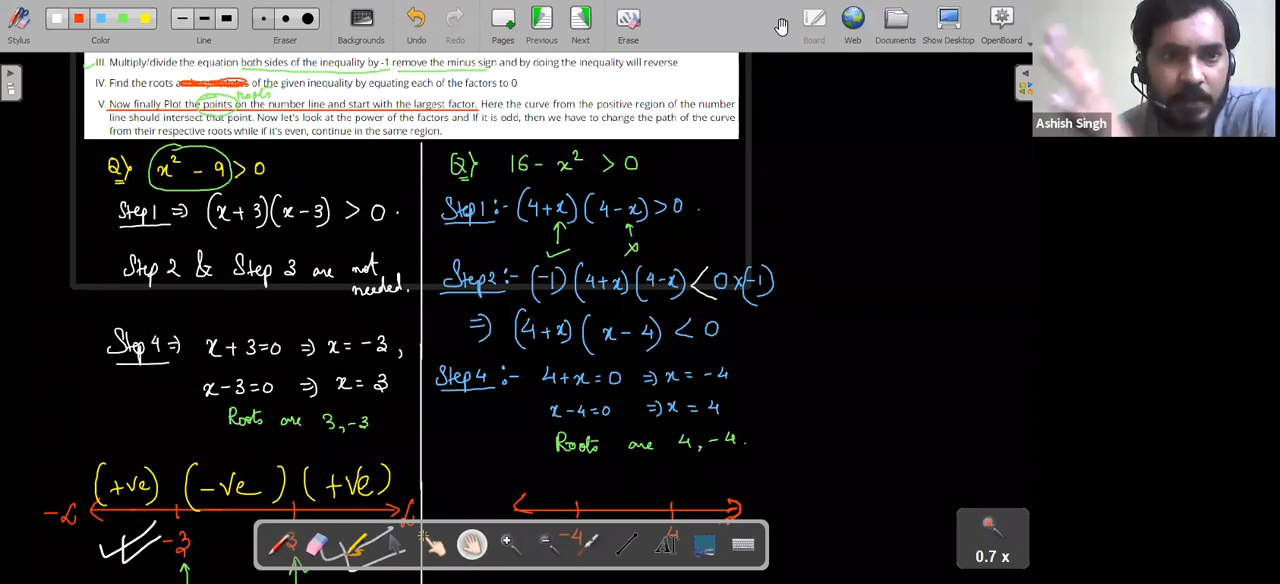 Stylus
Color
Line
Eraser
Backgrounds
Undo
Redo
Pages
Previous
Next
Erase
Board
Web
Documents
Show Desktop
OpenBoard
III. Multiply/divide the equation both sides of the inequality by -1 remove the minus sign and by doing the inequality will reverse
IV. Find the roots of the given inequality by equating each of the factors to 0
roots
V. Now finally Plot the points on the number line and start with the largest factor. Here the curve from the positive region of the number
line should intersect that point. Now let's look at the power of the factors and If it is odd, then we have to change the path of the curve
from their respective roots while if it's even, continue in the same region.
Ashish Singh
Q} x² - 9 > 0
Step 1 ⇒ (x+3)(x-3) > 0.
Step 2 & Step 3 are not
needed.
Step 4 ⇒ x+3=0 ⇒ x=-3,
x-3=0 ⇒ x=3
Roots are 3,-3
(+ve) (-ve) (+ve)
-3
3
Q} 16 - x² > 0
Step 1:- (4+x)(4-x)>0.
Step 2:- (-1)(4+x)(4-x) < 0×(-1)
⇒ (4+x)(x-4) < 0
Step 4:- 4+x=0 ⇒ x=-4
x-4=0 ⇒ x=4
Roots are 4,-4.
-4
4
0.7 x